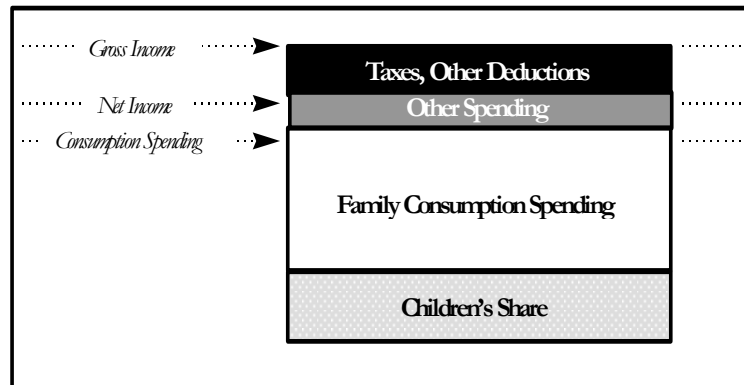 Gross Income
Taxes, Other Deductions
Net Income
Other Spending
Consumption Spending
Family Consumption Spending
Children's Share